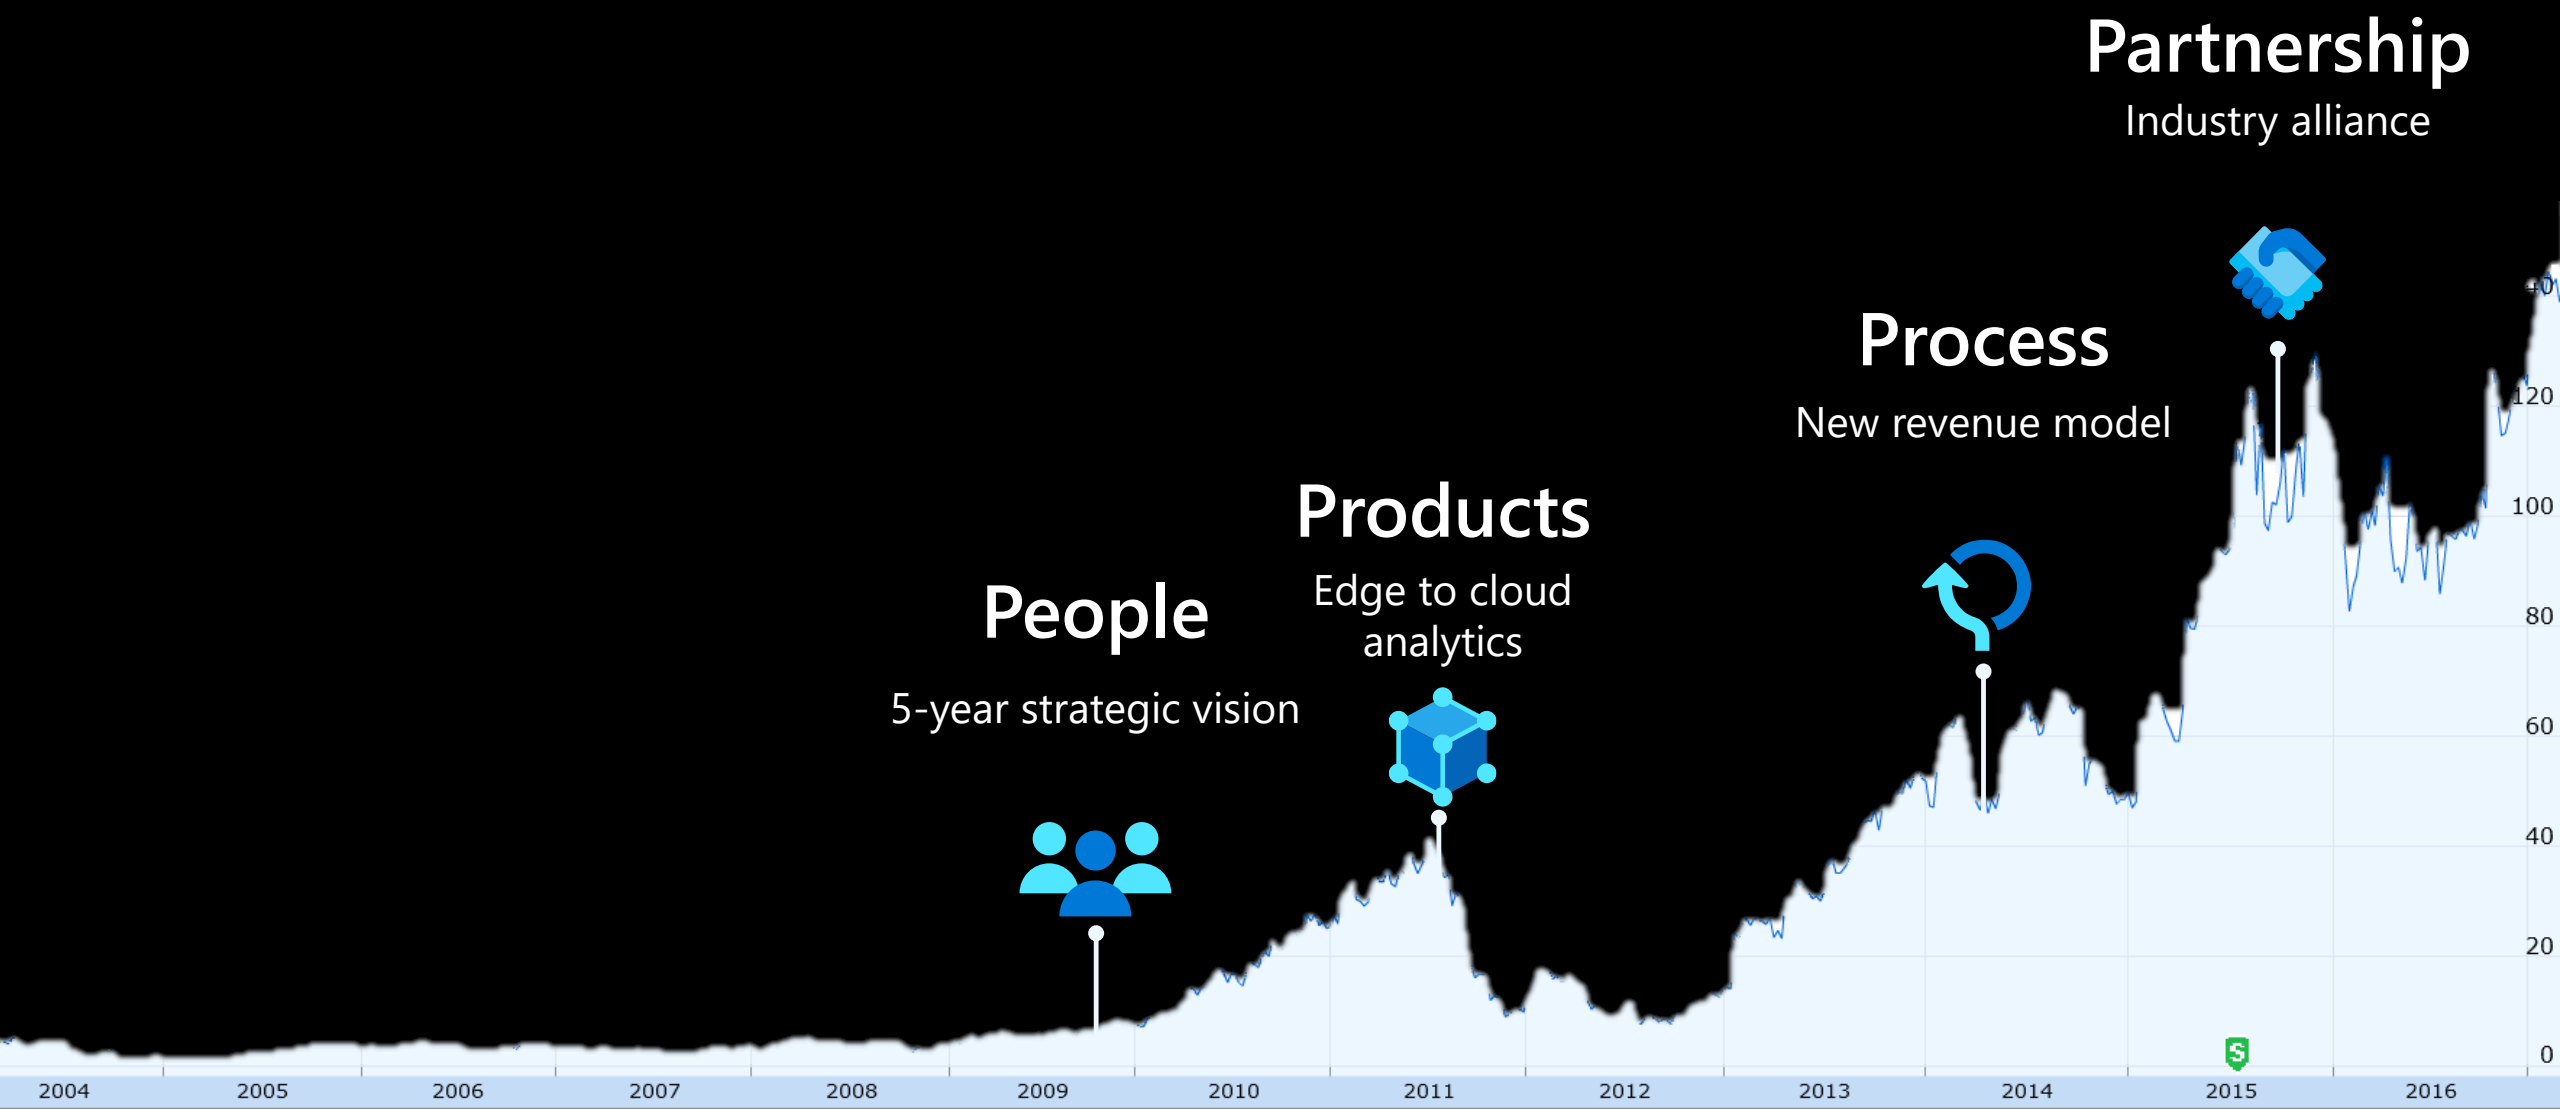 Partnership
Industry alliance
Process
New revenue model
Products
Edge to cloud
analytics
People
5-year strategic vision
120
100
80
60
40
20
0
S
2004 2005 2006 2007 2008 2009 2010 2011 2012 2013 2014 2015 2016